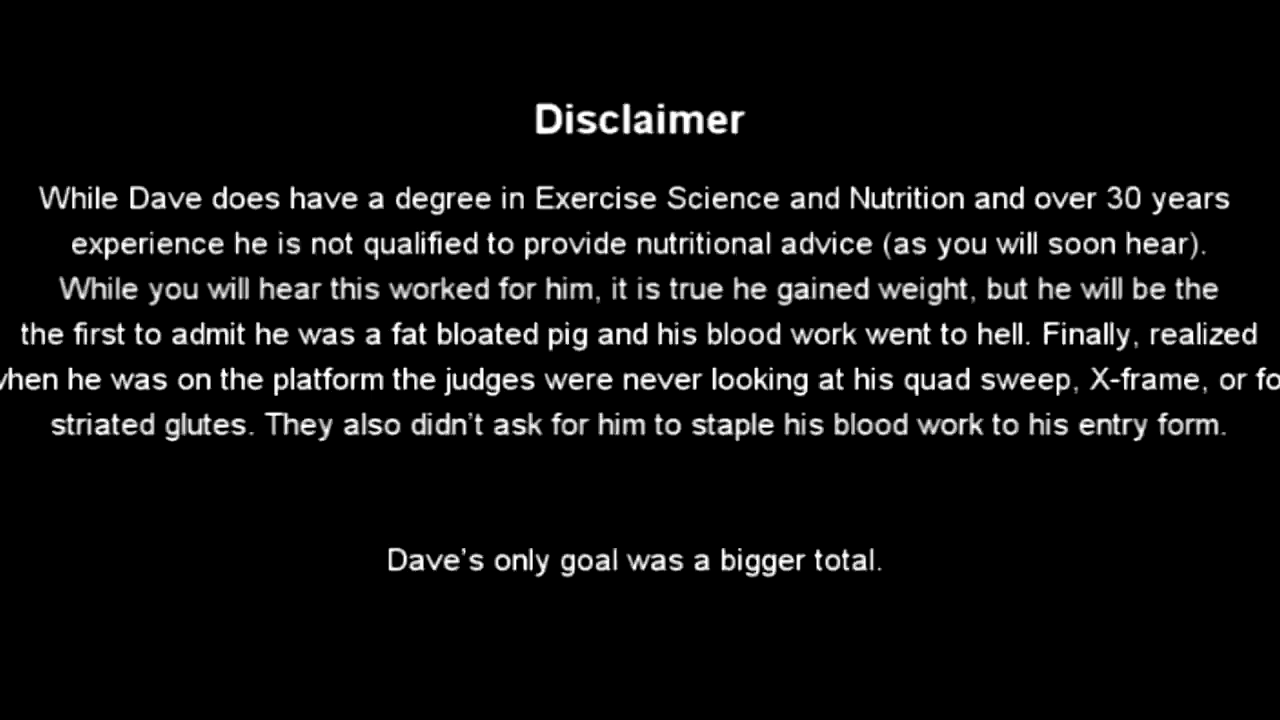 Disclaimer
While Dave does have a degree in Exercise Science and Nutrition and over 30 years
experience he is not qualified to provide nutritional advice (as you will soon hear).
While you will hear this worked for him, it is true he gained weight, but he will be the
the first to admit he was a fat bloated pig and his blood work went to hell. Finally, realized
he was on the platform the judges were never looking at his quad sweep, X-frame, or
striated glutes. They also didn’t ask for him to staple his blood work to his entry form.
Dave’s only goal was a bigger total.